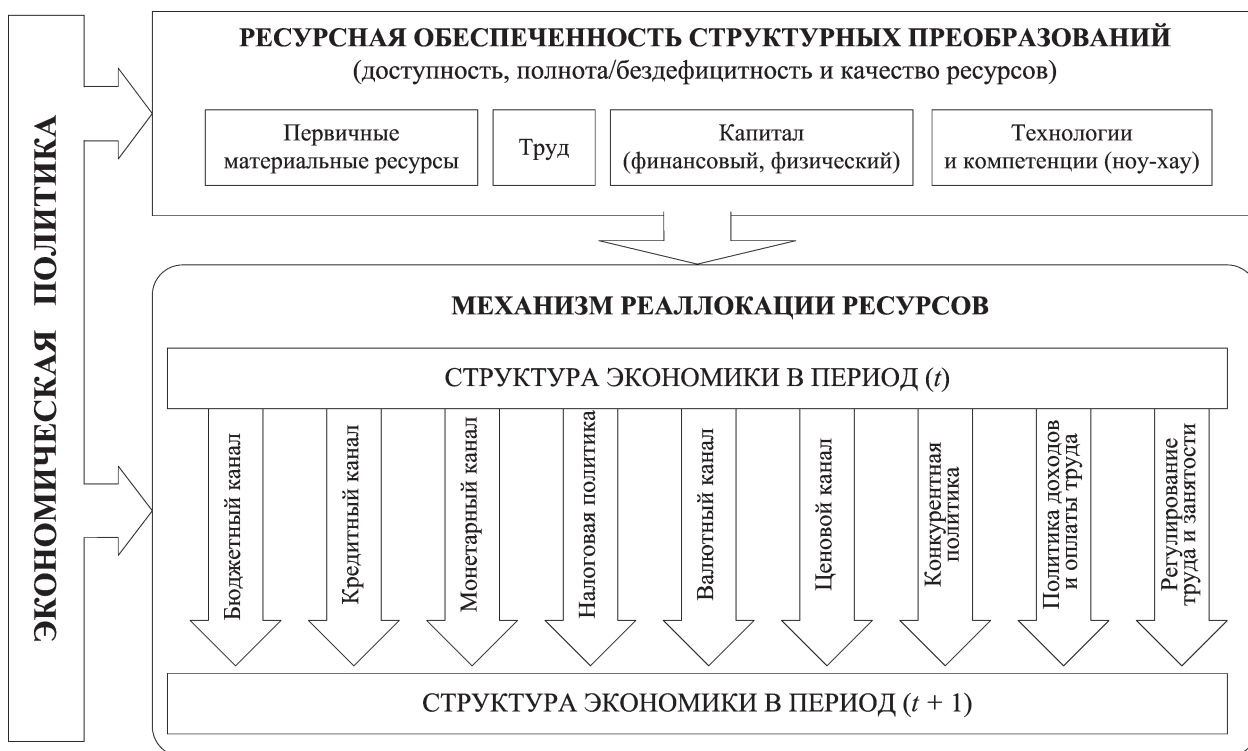 ЭКОНОМИЧЕСКАЯ ПОЛИТИКА
РЕСУРСНАЯ ОБЕСПЕЧЕННОСТЬ СТРУКТУРНЫХ ПРЕОБРАЗОВАНИЙ
(доступность, полнота/бездефицитность и качество ресурсов)
Первичные
материальные ресурсы
Труд
Капитал
(финансовый, физический)
Технологии
и компетенции (ноу-хау)
МЕХАНИЗМ РЕАЛЛОКАЦИИ РЕСУРСОВ
СТРУКТУРА ЭКОНОМИКИ В ПЕРИОД (t)
Бюджетный канал
Кредитный канал
Монетарный канал
Налоговая политика
Валютный канал
Ценовой канал
Конкурентная
политика
Политика доходов
и оплаты труда
Регулирование
труда и занятости
СТРУКТУРА ЭКОНОМИКИ В ПЕРИОД (t + 1)